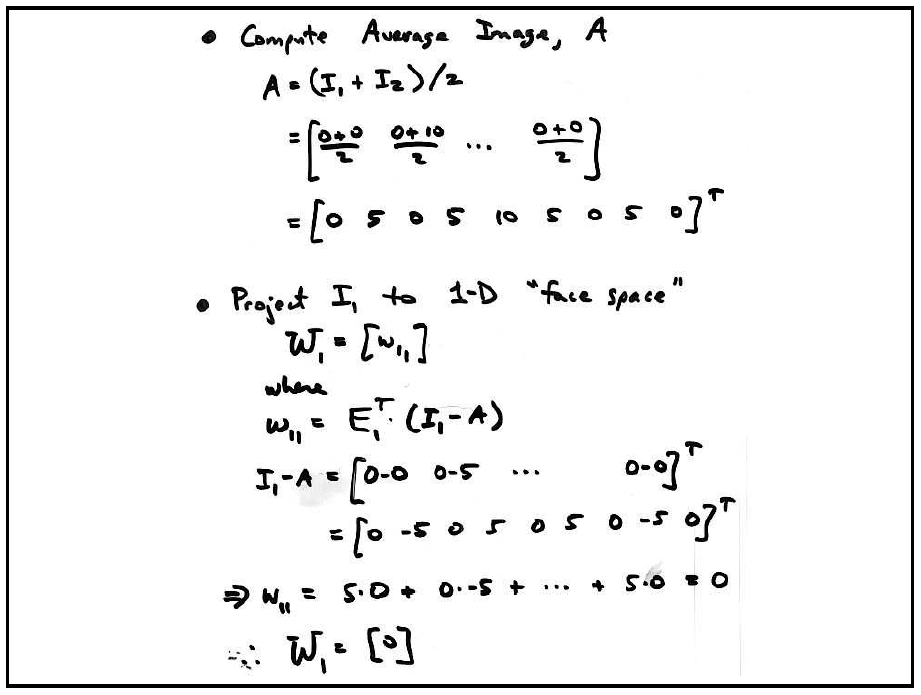 • Compute Average Image, A
A = (I₁ + I₂)/2
= [0+0/2 0+10/2 ... 0+0/2]
= [0 5 0 5 10 5 0 5 0]ᵀ
• Project I₁ to 1-D "face space"
W₁ = [w₁₁]
where
w₁₁ = E₁ᵀ · (I₁ - A)
I₁-A = [0-0 0-5 ... 0-0]ᵀ
= [0 -5 0 5 0 5 0 -5 0]ᵀ
⇒ w₁₁ = 5·0 + 0·-5 + ... + 5·0 = 0
∴ W₁ = [0]